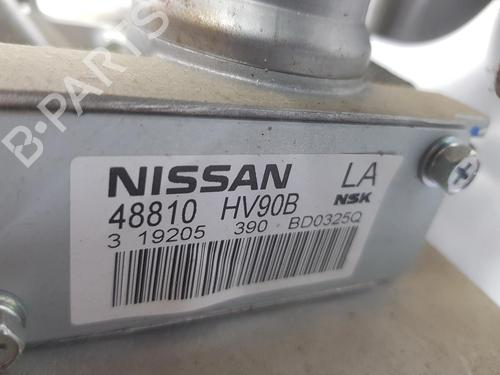 B-PARTS
NISSAN LA
48810 HV90B NSK
3 19205 390 BD0325Q